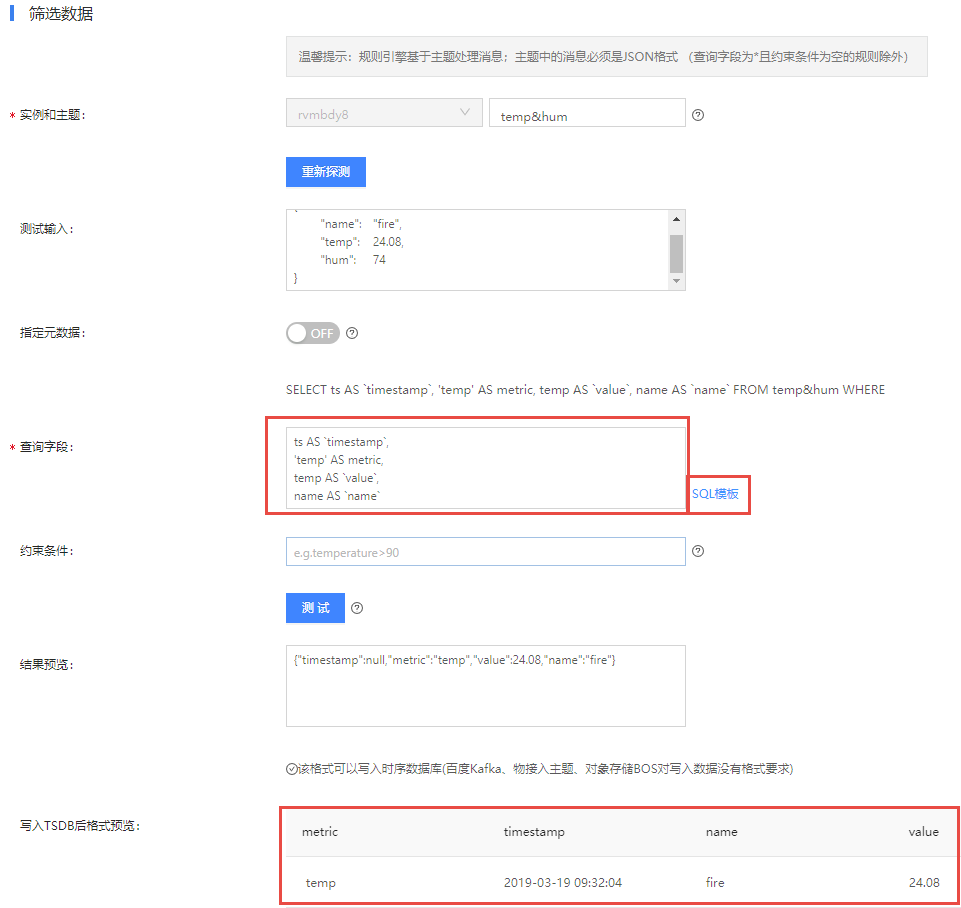 筛选数据
温馨提示：规则引擎基于主题处理消息；主题中的消息必须是JSON格式 （查询字段为*且约束条件为空的规则除外）
* 实例和主题：
rvmbdy8
temp&hum
重新探测
测试输入：
"name": "fire",
"temp": 24.08,
"hum": 74
}
指定元数据：
OFF
SELECT ts AS `timestamp`, 'temp' AS metric, temp AS `value`, name AS `name` FROM temp&hum WHERE
* 查询字段：
ts AS `timestamp`,
'temp' AS metric,
temp AS `value`,
name AS `name`
SQL模板
约束条件：
e.g.temperature>90
测 试
结果预览：
{"timestamp":null,"metric":"temp","value":24.08,"name":"fire"}
该格式可以写入时序数据库(百度Kafka、物接入主题、对象存储BOS对写入数据没有格式要求)
写入TSDB后格式预览：
metric timestamp name value
temp 2019-03-19 09:32:04 fire 24.08